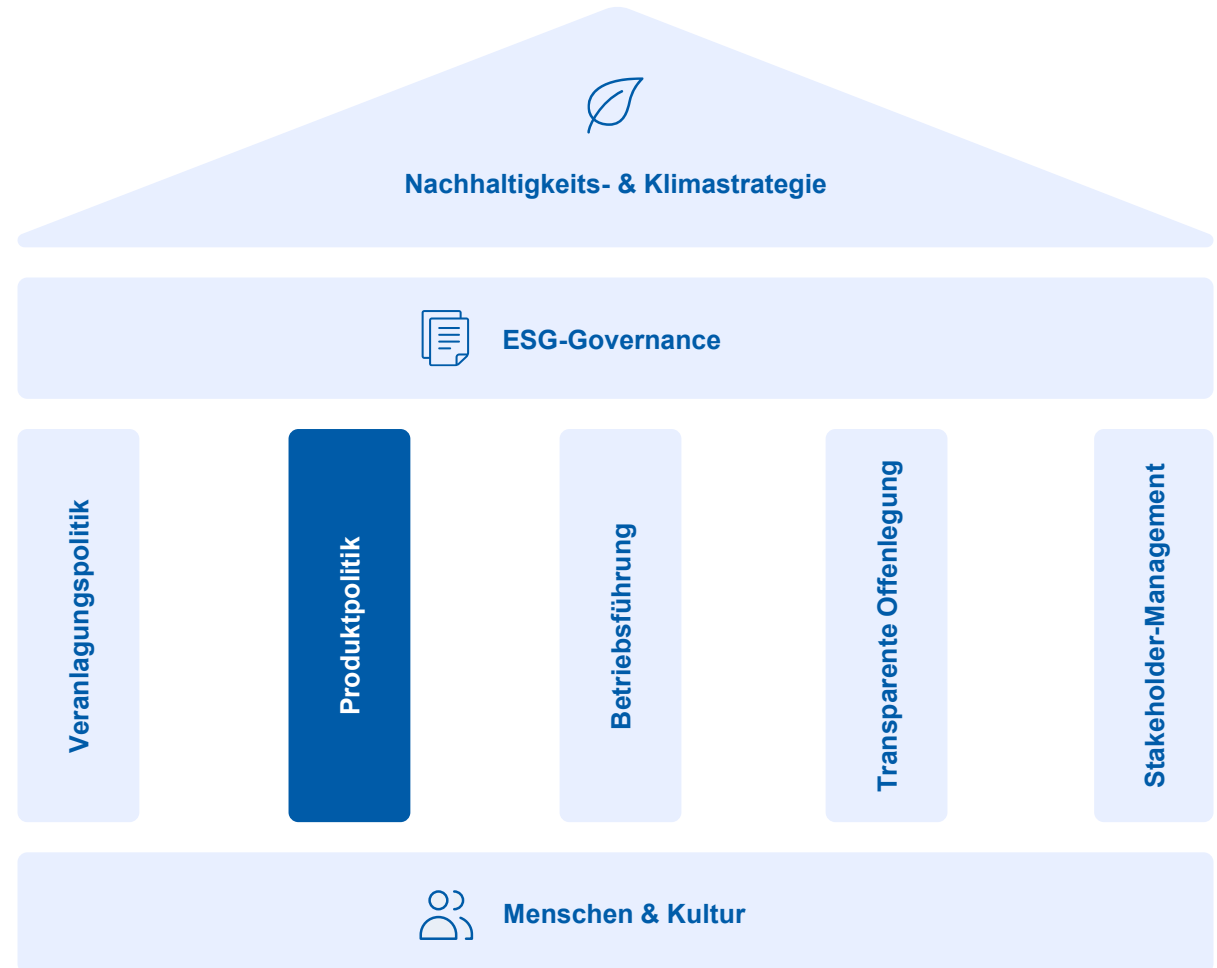 Nachhaltigkeits- & Klimastrategie
ESG-Governance
Veranlagungspolitik
Produktpolitik
Betriebsführung
Transparente Offenlegung
Stakeholder-Management
Menschen & Kultur